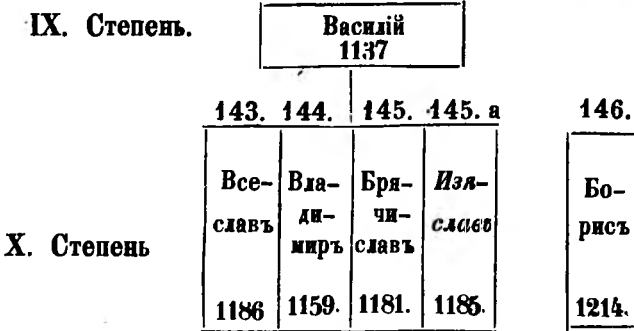 IX. Степень.
Василій
1137
143. 144. 145. 145. а 146.
Все- Вла- Бря- Изя- Бо-
славъ ди- чи- славъ рисъ
X. Степень
миръ славъ
1186 1159. 1181. 1185. 1214.